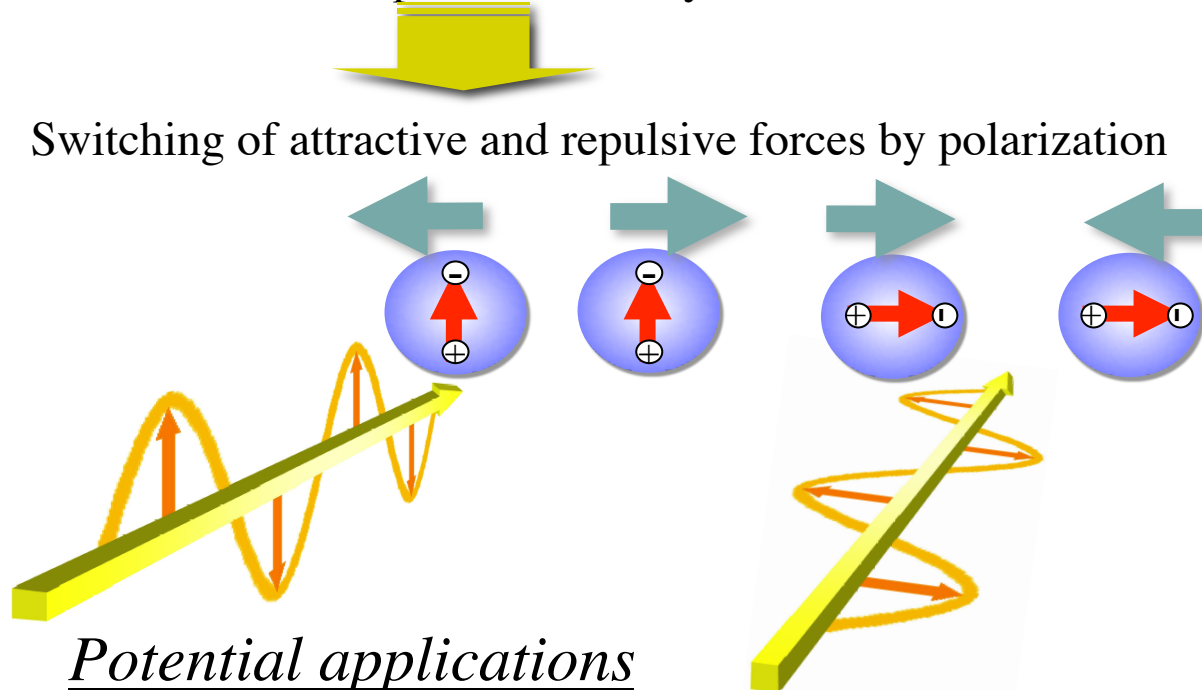 Switching of attractive and repulsive forces by polarization
- -
+ - + -
+ +
Potential applications